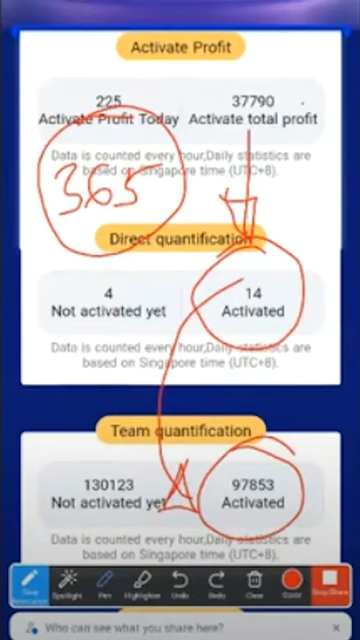 Activate Profit
225
37790
Activate Profit Today
Activate total profit
Data is counted every hour,Daily statistics are
based on Singapore time (UTC+8).
365
Direct quantification
4
14
Not activated yet
Activated
Data is counted every hour,Daily statistics are
based on Singapore time (UTC+8).
Team quantification
130123
97853
Not activated yet
Activated
Data is counted every hour,Daily statistics are
based on Singapore time (UTC+8).
Stop
Annotation
Spotlight
Pen
Highlighter
Undo
Redo
Clear
Color
Stop Share
Who can see what you share here?